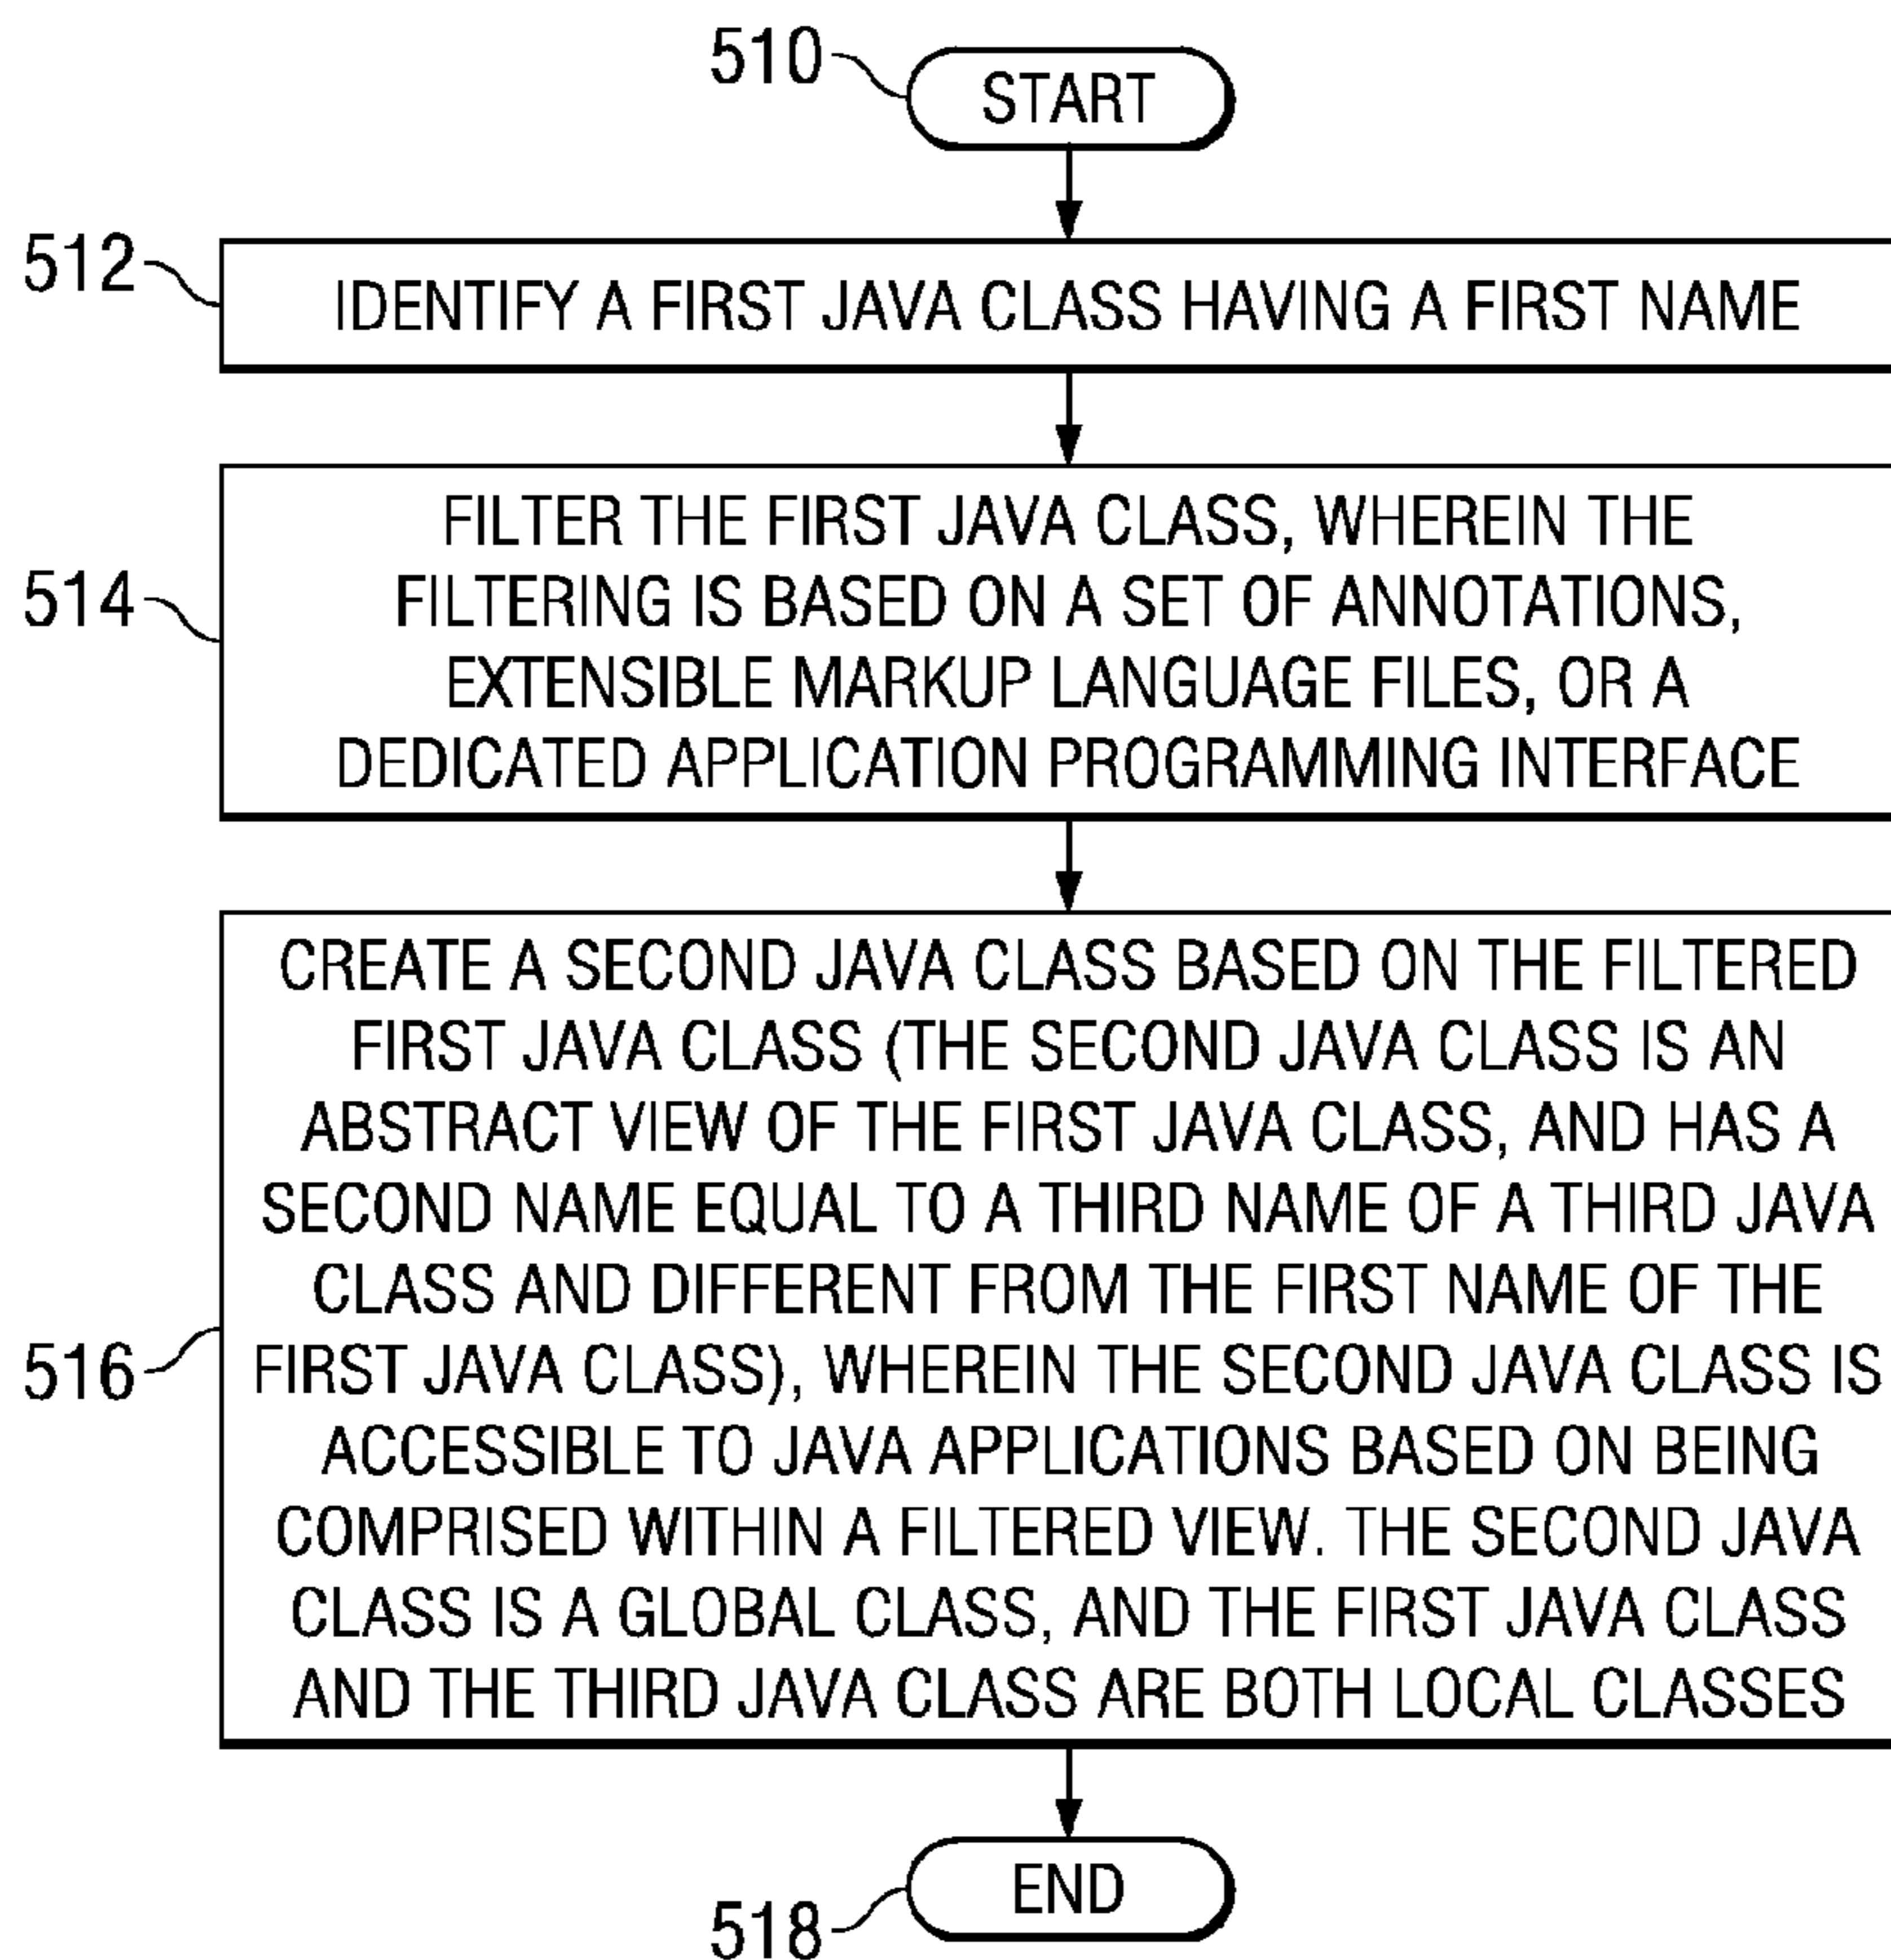 510
START
512
IDENTIFY A FIRST JAVA CLASS HAVING A FIRST NAME
514
FILTER THE FIRST JAVA CLASS, WHEREIN THE
FILTERING IS BASED ON A SET OF ANNOTATIONS,
EXTENSIBLE MARKUP LANGUAGE FILES, OR A
DEDICATED APPLICATION PROGRAMMING INTERFACE
516
CREATE A SECOND JAVA CLASS BASED ON THE FILTERED
FIRST JAVA CLASS (THE SECOND JAVA CLASS IS AN
ABSTRACT VIEW OF THE FIRST JAVA CLASS, AND HAS A
SECOND NAME EQUAL TO A THIRD NAME OF A THIRD JAVA
CLASS AND DIFFERENT FROM THE FIRST NAME OF THE
FIRST JAVA CLASS), WHEREIN THE SECOND JAVA CLASS IS
ACCESSIBLE TO JAVA APPLICATIONS BASED ON BEING
COMPRISED WITHIN A FILTERED VIEW. THE SECOND JAVA
CLASS IS A GLOBAL CLASS, AND THE FIRST JAVA CLASS
AND THE THIRD JAVA CLASS ARE BOTH LOCAL CLASSES
END
518